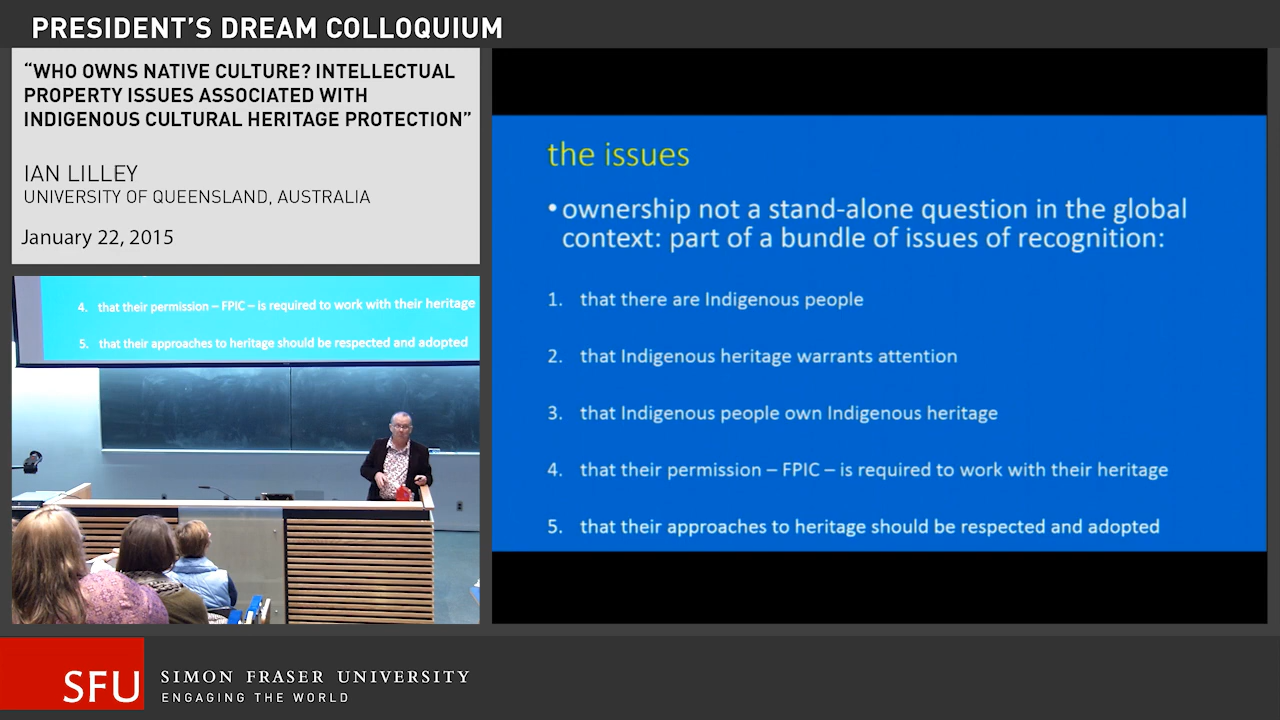 PRESIDENT'S DREAM COLLOQUIUM
“WHO OWNS NATIVE CULTURE? INTELLECTUAL
PROPERTY ISSUES ASSOCIATED WITH
INDIGENOUS CULTURAL HERITAGE PROTECTION”
IAN LILLEY
UNIVERSITY OF QUEENSLAND, AUSTRALIA
January 22, 2015
4. that their permission – FPIC – is required to work with their heritage
5. that their approaches to heritage should be respected and adopted
the issues
• ownership not a stand-alone question in the global
context: part of a bundle of issues of recognition:
1. that there are Indigenous people
2. that Indigenous heritage warrants attention
3. that Indigenous people own Indigenous heritage
4. that their permission – FPIC – is required to work with their heritage
5. that their approaches to heritage should be respected and adopted
SFU
SIMON FRASER UNIVERSITY
ENGAGING THE WORLD